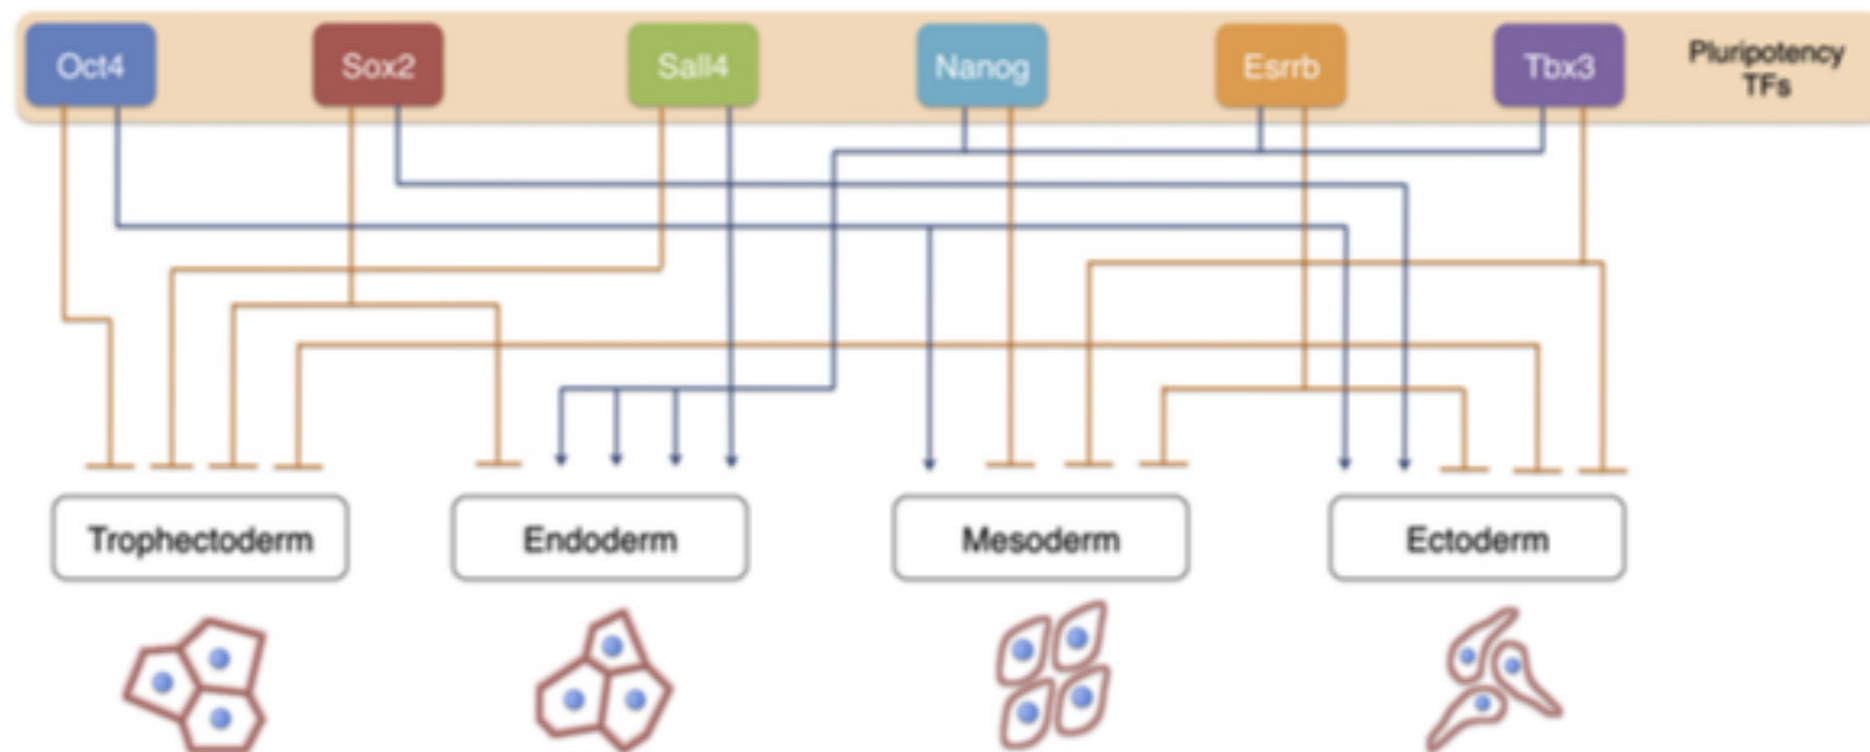 Oct4
Sox2
Sall4
Nanog
Esrrb
Tbx3
Pluripotency
TFs
Trophectoderm
Endoderm
Mesoderm
Ectoderm